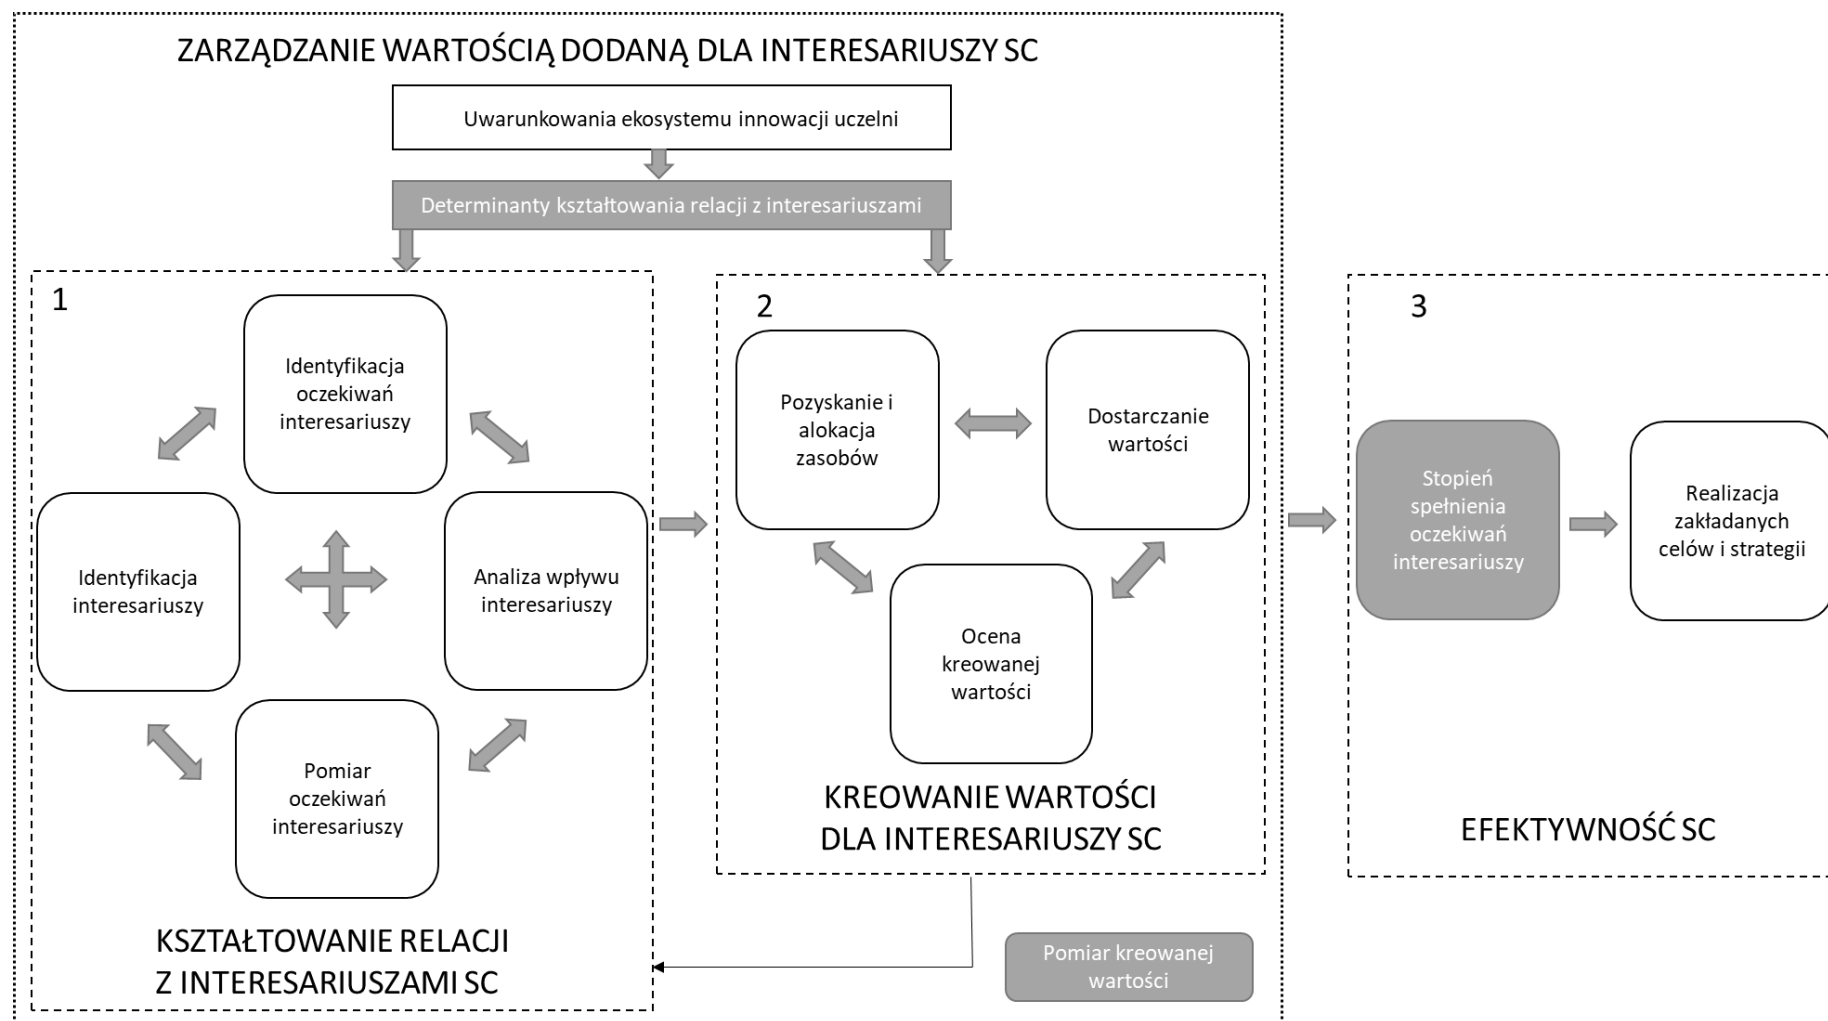 ZARZĄDZANIE WARTOŚCIĄ DODANĄ DLA INTERESARIUSZY SC
Uwarunkowania ekosystemu innowacji uczelni
Determinanty kształtowania relacji z interesariuszami
1
Identyfikacja
oczekiwań
interesariuszy
Identyfikacja
interesariuszy
Analiza wpływu
interesariuszy
Pomiar
oczekiwań
interesariuszy
KSZTAŁTOWANIE RELACJI
Z INTERESARIUSZAMI SC
2
Pozyskanie i
alokacja
zasobów
Dostarczanie
wartości
Ocena
kreowanej
wartości
KREOWANIE WARTOŚCI
DLA INTERESARIUSZY SC
Pomiar kreowanej
wartości
3
Stopień
spełnienia
oczekiwań
interesariuszy
Realizacja
zakładanych
celów i strategii
EFEKTYWNOŚĆ SC